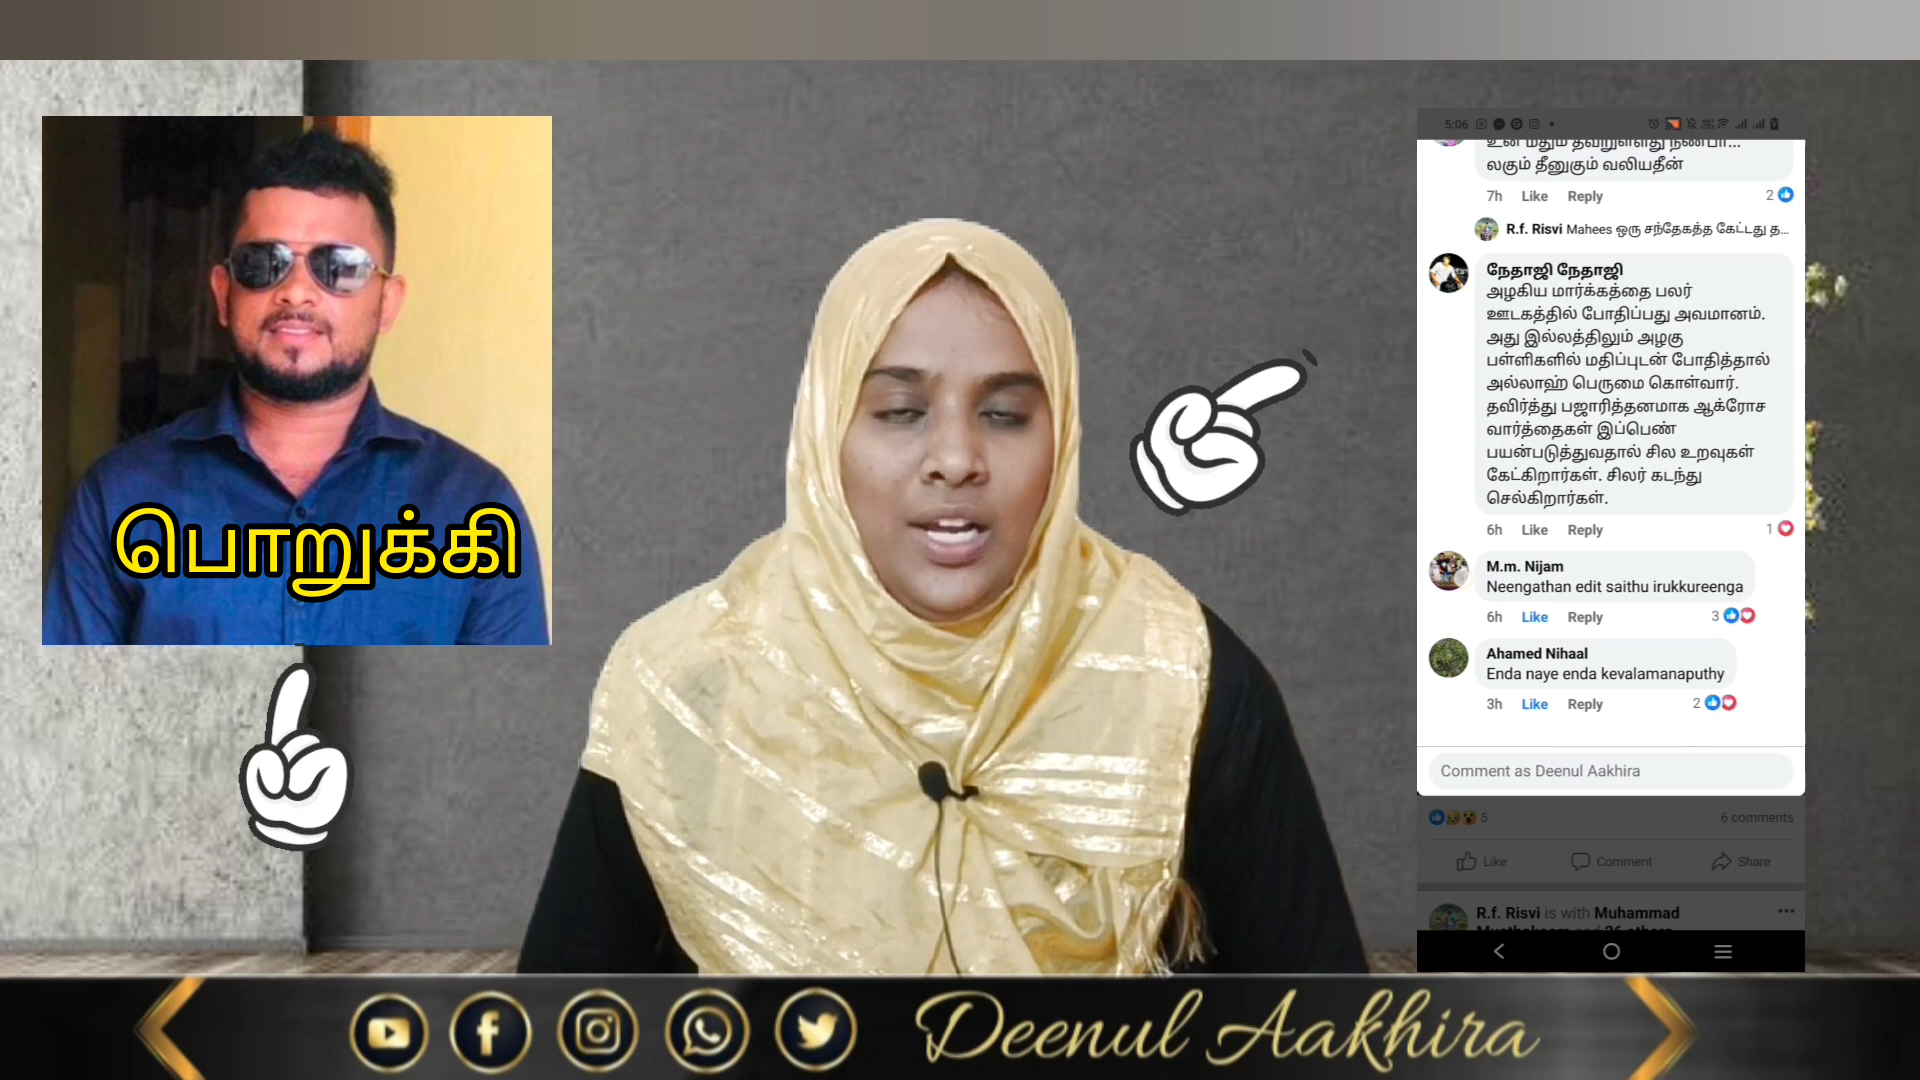 பொறுக்கி
5:06
லகும் தீனுகும் வலியதீன்
7h Like Reply 2
R.f. Risvi Mahees ஒரு சந்தேகத்த கேட்டது த...
நேதாஜி நேதாஜி
அழகிய மார்க்கத்தை பலர்
ஊடகத்தில் போதிப்பது அவமானம்.
அது இல்லத்திலும் அழகு
பள்ளிகளில் மதிப்புடன் போதித்தால்
அல்லாஹ் பெருமை கொள்வார்.
தவிர்த்து பஜாரித்தனமாக ஆக்ரோச
வார்த்தைகள் இப்பெண்
பயன்படுத்துவதால் சில உறவுகள்
கேட்கிறார்கள். சிலர் கடந்து
செல்கிறார்கள்.
6h Like Reply 1
M.m. Nijam
Neengathan edit saithu irukkureenga
6h Like Reply 3
Ahamed Nihaal
Enda naye enda kevalamanaputhy
3h Like Reply 2
Comment as Deenul Aakhira
5 6 comments
Like Comment Share
R.f. Risvi is with Muhammad
Deenul Aakhira